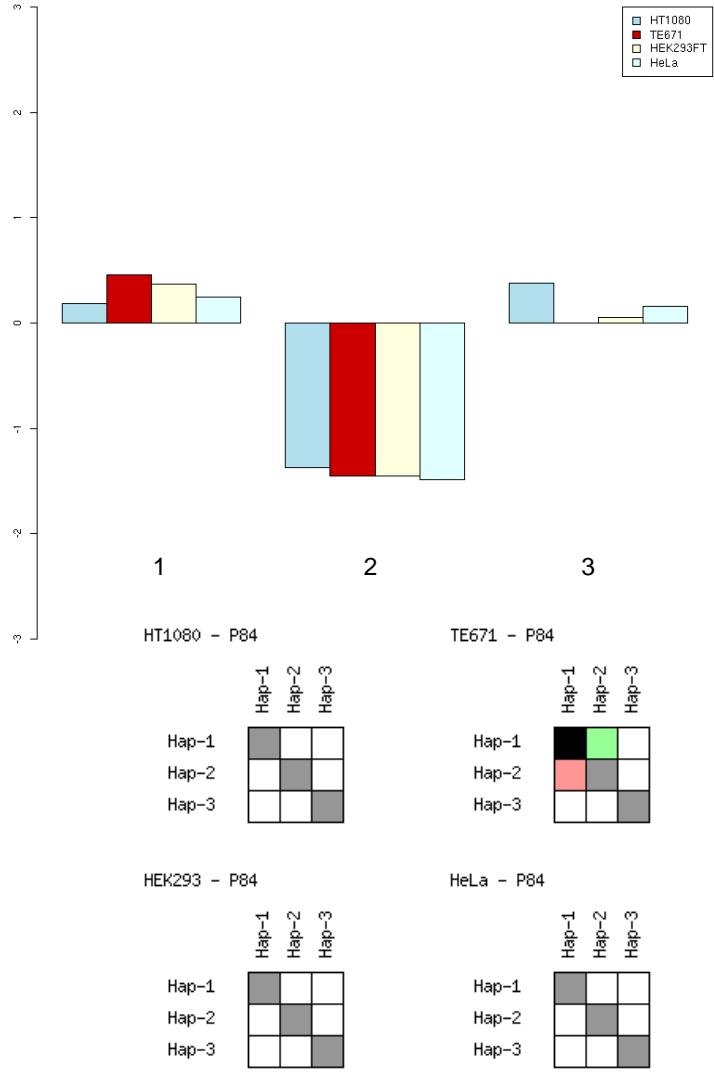 3
2
1
0
-1
-2
-3
HT1080
TE671
HEK293FT
HeLa
1 2 3
HT1080 - P84
Hap-1 Hap-2 Hap-3
Hap-1
Hap-2
Hap-3
TE671 - P84
Hap-1 Hap-2 Hap-3
Hap-1
Hap-2
Hap-3
HEK293 - P84
Hap-1 Hap-2 Hap-3
Hap-1
Hap-2
Hap-3
HeLa - P84
Hap-1 Hap-2 Hap-3
Hap-1
Hap-2
Hap-3